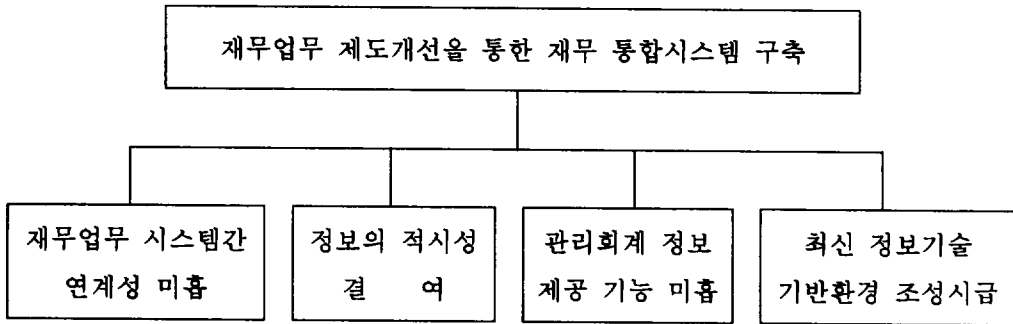 재무업무 제도개선을 통한 재무 통합시스템 구축
재무업무 시스템간
연계성 미흡
정보의 적시성
결 여
관리회계 정보
제공 기능 미흡
최신 정보기술
기반환경 조성시급